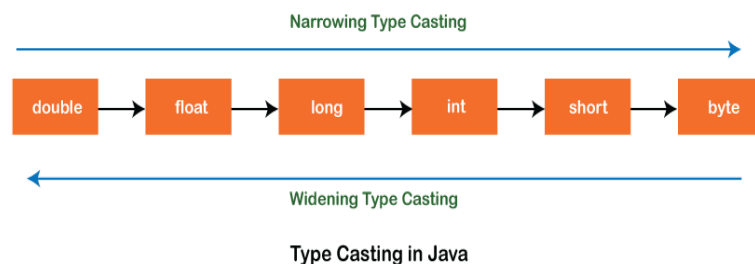 Narrowing Type Casting
double float long int short byte
Widening Type Casting
Type Casting in Java